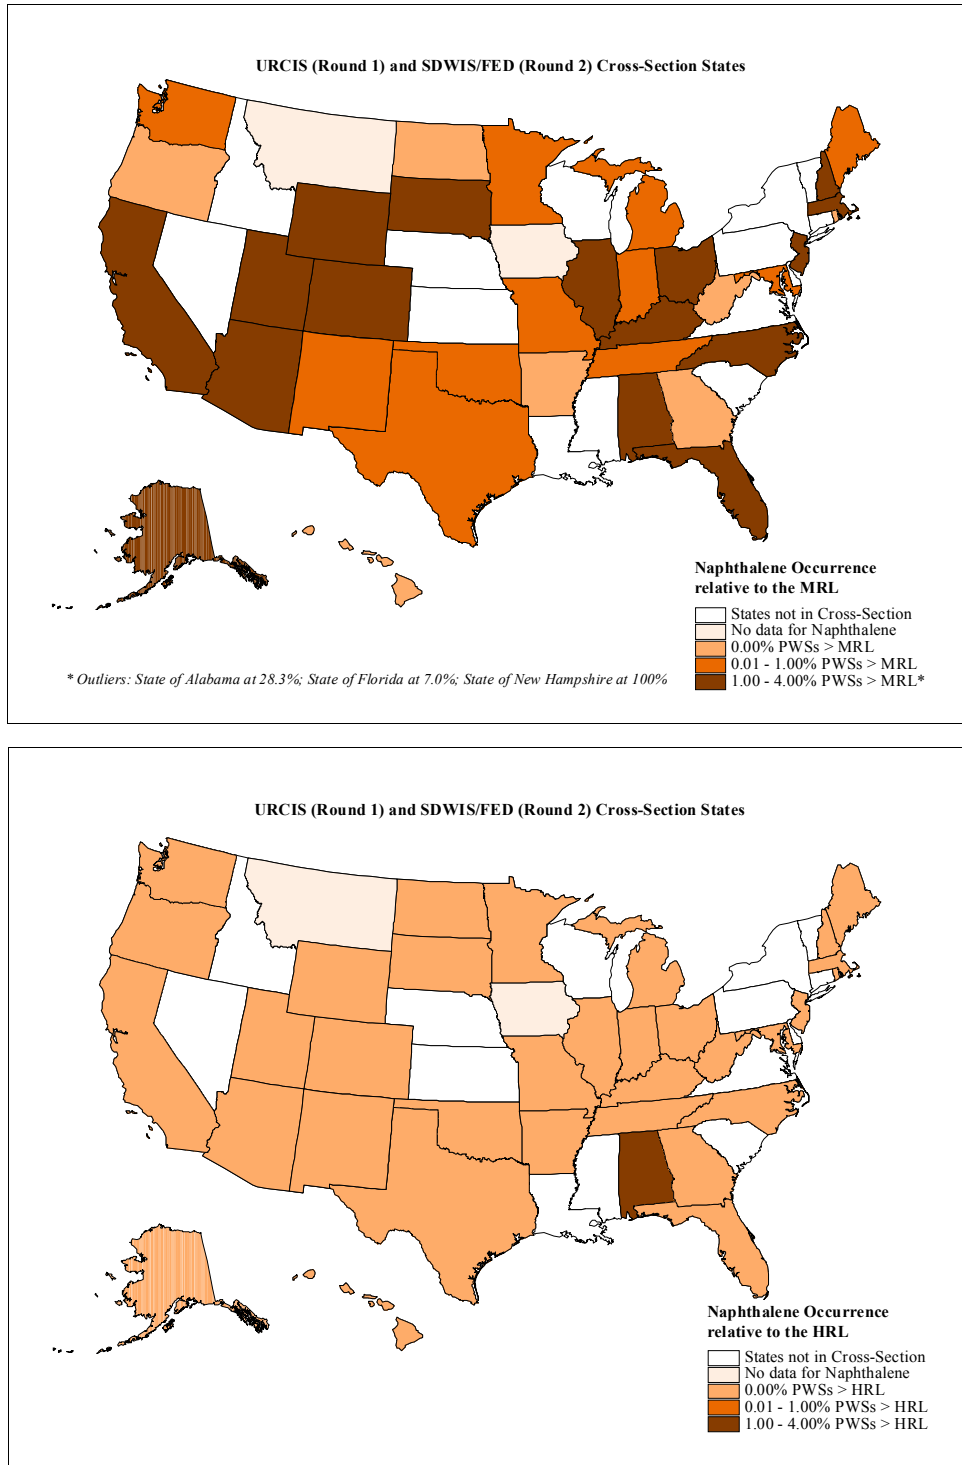 URCIS (Round 1) and SDWIS/FED (Round 2) Cross-Section States
Naphthalene Occurrence
relative to the MRL
States not in Cross-Section
No data for Naphthalene
0.00% PWSs > MRL
0.01 - 1.00% PWSs > MRL
1.00 - 4.00% PWSs > MRL*
* Outliers: State of Alabama at 28.3%; State of Florida at 7.0%; State of New Hampshire at 100%
URCIS (Round 1) and SDWIS/FED (Round 2) Cross-Section States
Naphthalene Occurrence
relative to the HRL
States not in Cross-Section
No data for Naphthalene
0.00% PWSs > HRL
0.01 - 1.00% PWSs > HRL
1.00 - 4.00% PWSs > HRL